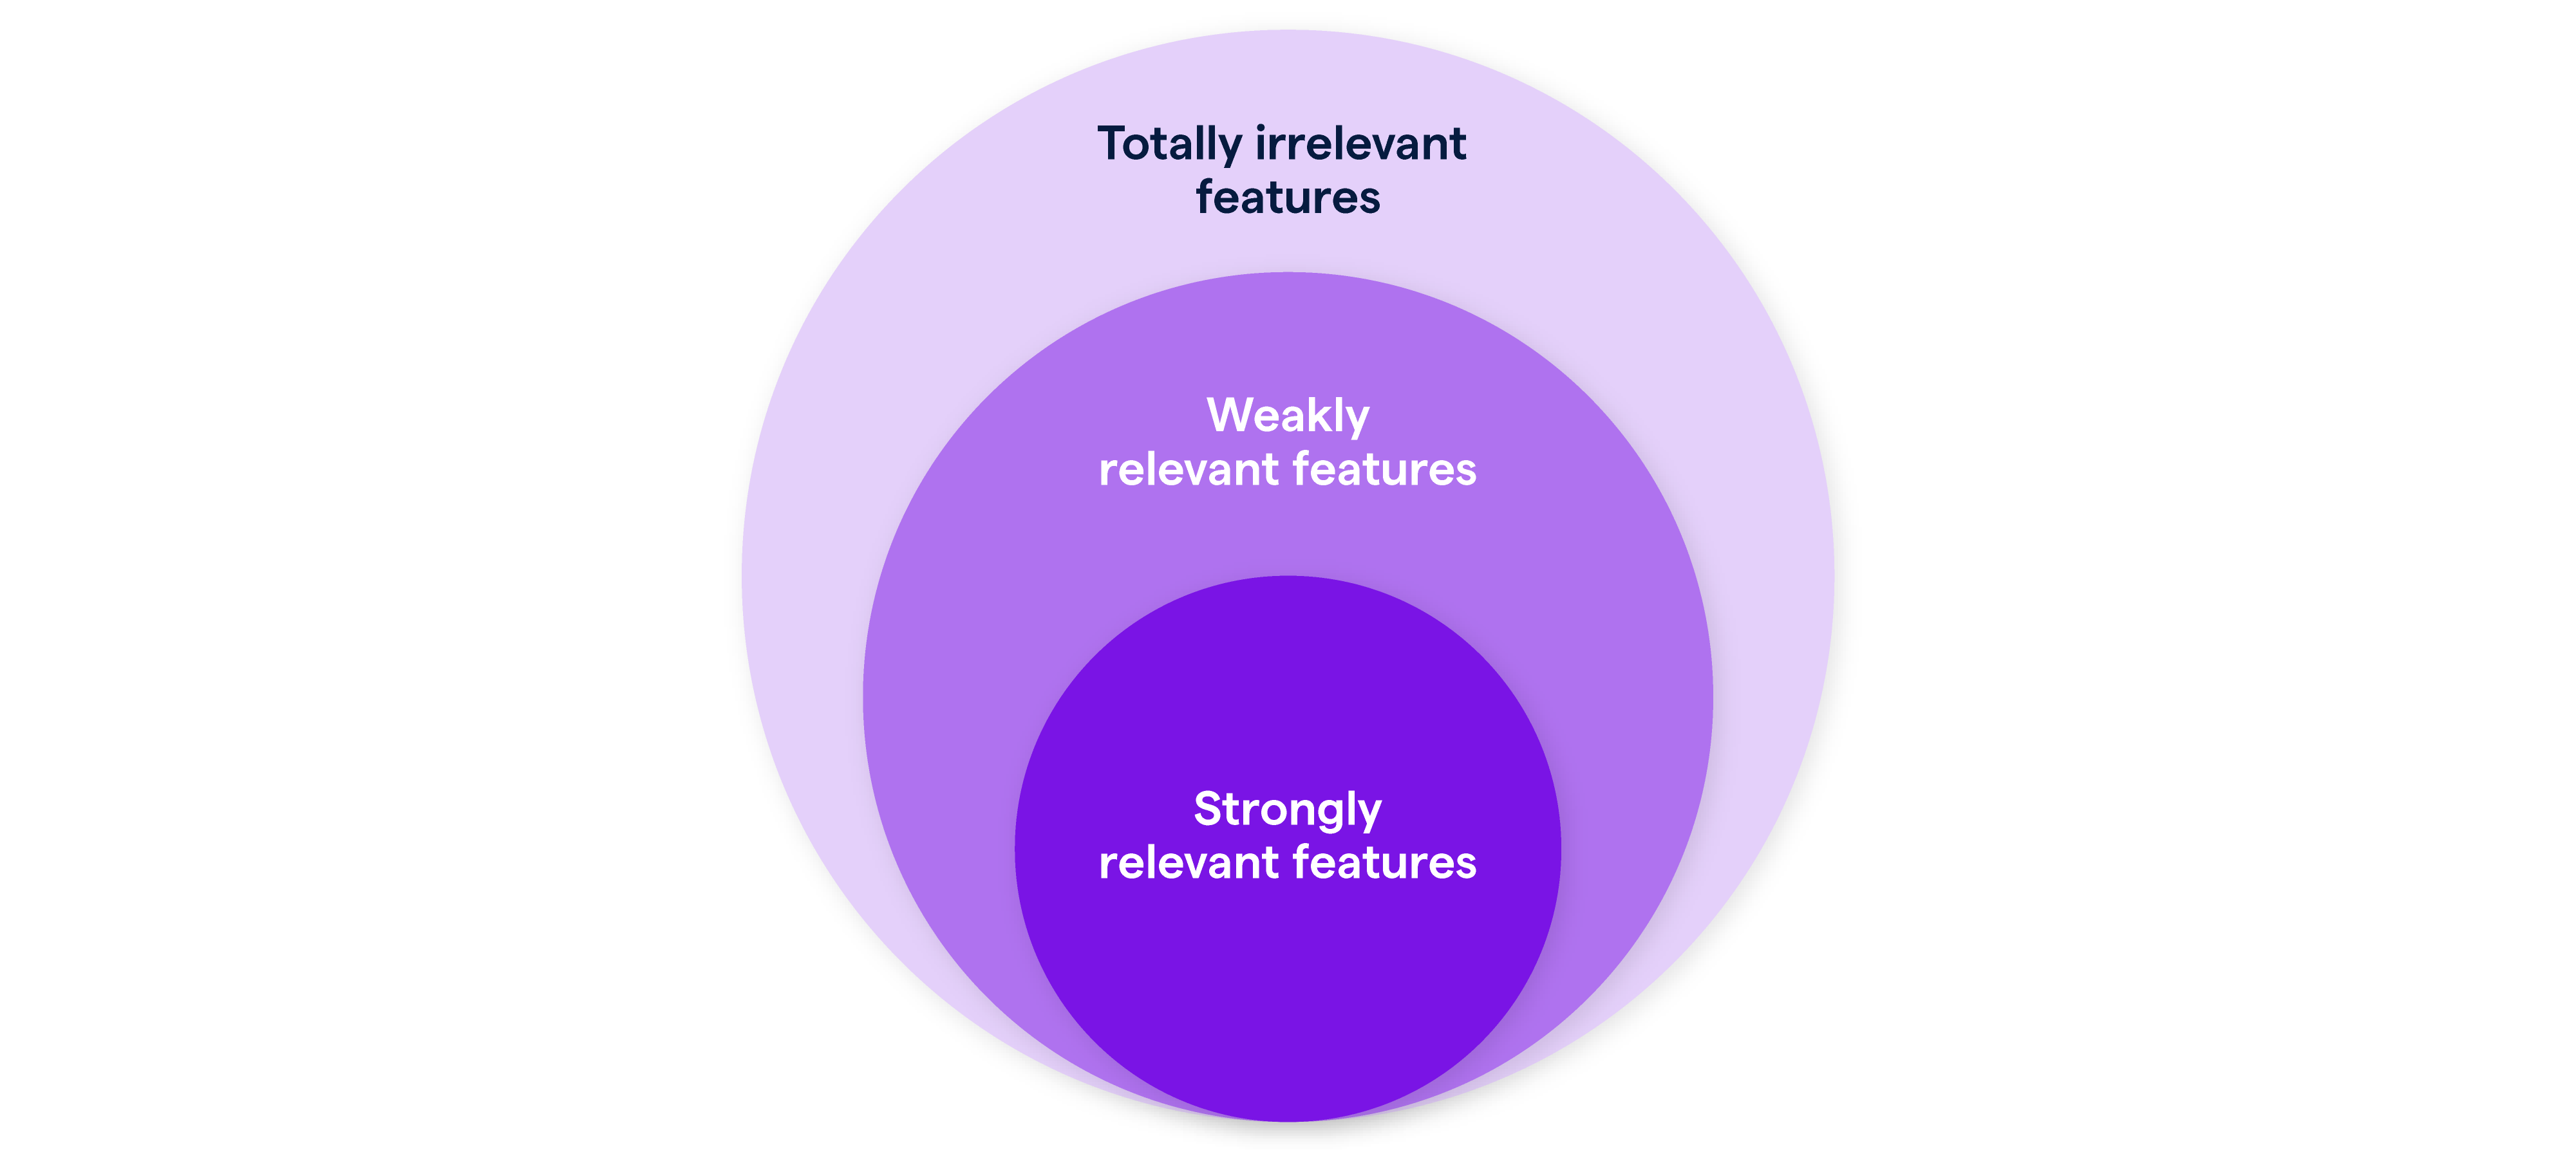 Totally irrelevant
features
Weakly
relevant features
Strongly
relevant features